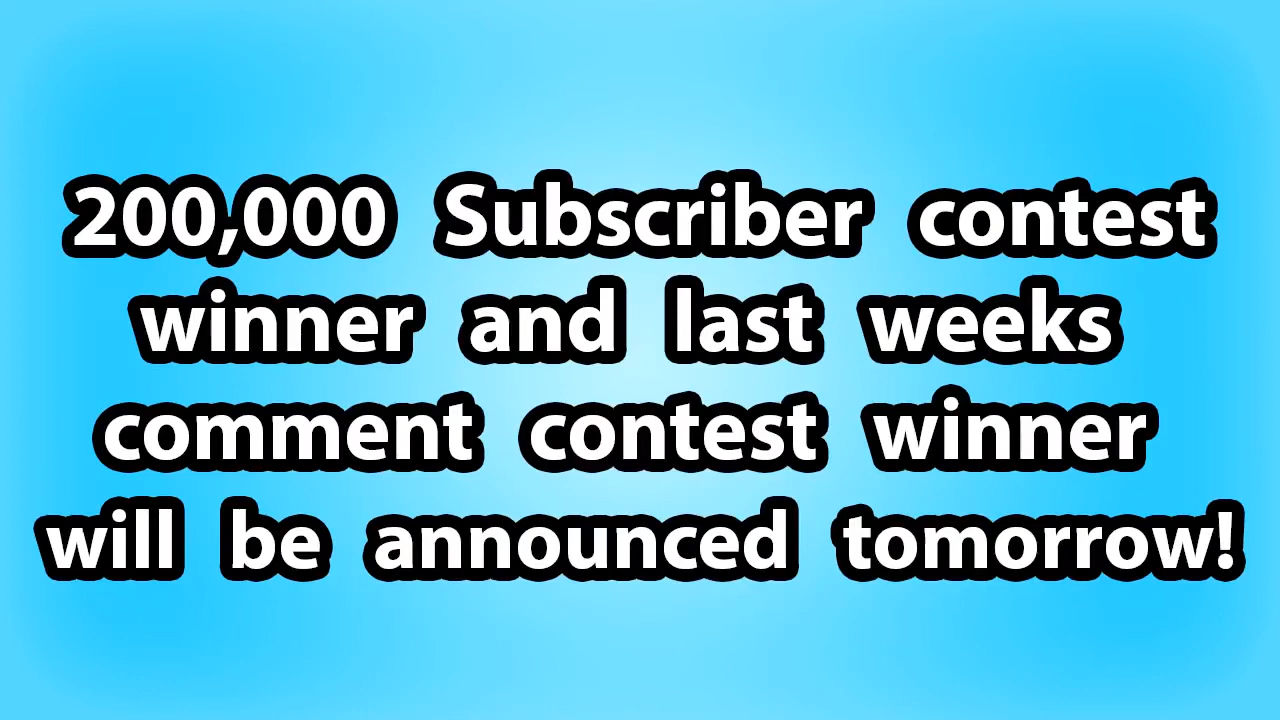 200,000 Subscriber contest
winner and last weeks
comment contest winner
will be announced tomorrow!